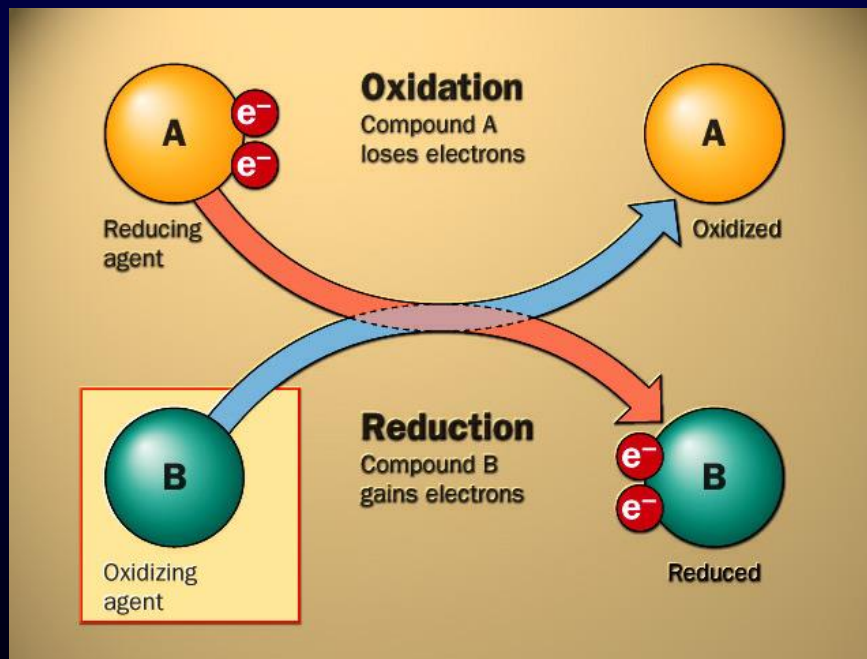 Oxidation
Compound A
loses electrons
A
e⁻
e⁻
Reducing
agent
A
Oxidized
B
Oxidizing
agent
Reduction
Compound B
gains electrons
e⁻
e⁻
B
Reduced